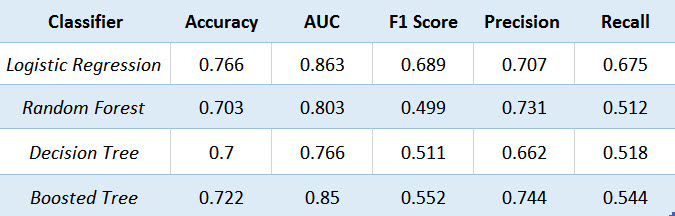 Classifier Accuracy AUC F1 Score Precision Recall
Logistic Regression 0.766 0.863 0.689 0.707 0.675
Random Forest 0.703 0.803 0.499 0.731 0.512
Decision Tree 0.7 0.766 0.511 0.662 0.518
Boosted Tree 0.722 0.85 0.552 0.744 0.544